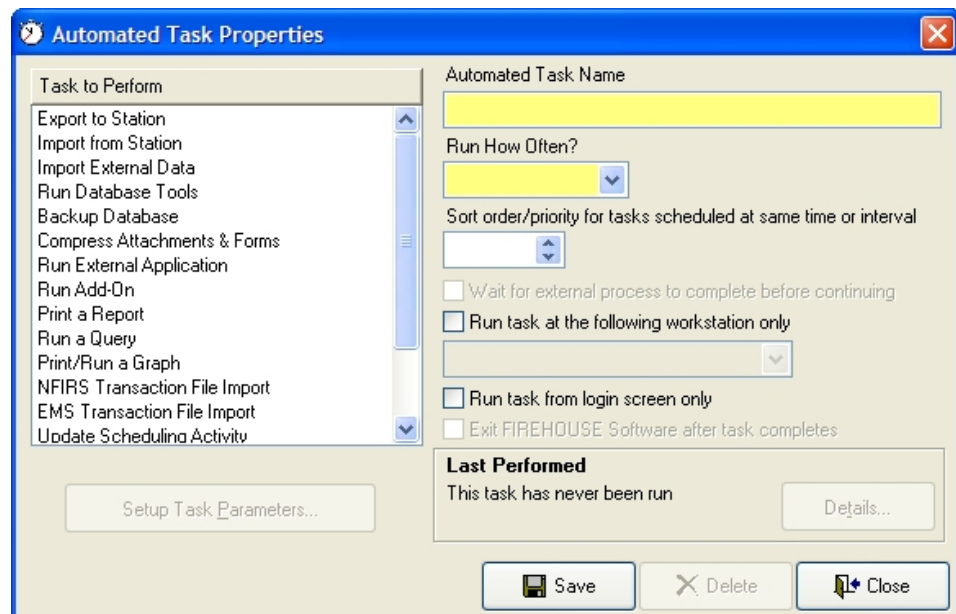 Automated Task Properties
Task to Perform
Export to Station
Import from Station
Import External Data
Run Database Tools
Backup Database
Compress Attachments & Forms
Run External Application
Run Add-On
Print a Report
Run a Query
Print/Run a Graph
NFIRS Transaction File Import
EMS Transaction File Import
Update Scheduling Activity
Setup Task Parameters...
Automated Task Name
Run How Often?
Sort order/priority for tasks scheduled at same time or interval
Wait for external process to complete before continuing
Run task at the following workstation only
Run task from login screen only
Exit FIREHOUSE Software after task completes
Last Performed
This task has never been run
Details...
Save
Delete
Close